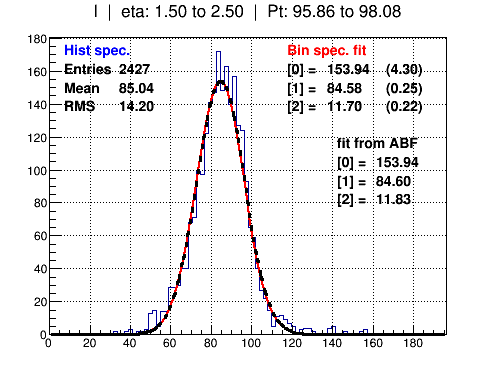 I | eta: 1.50 to 2.50 | Pt: 95.86 to 98.08
Hist spec.
Entries 2427
Mean 85.04
RMS 14.20
Bin spec. fit
[0] = 153.94 (4.30)
[1] = 84.58 (0.25)
[2] = 11.70 (0.22)
fit from ABF
[0] = 153.94
[1] = 84.60
[2] = 11.83
180
160
140
120
100
80
60
40
20
0
0 20 40 60 80 100 120 140 160 180